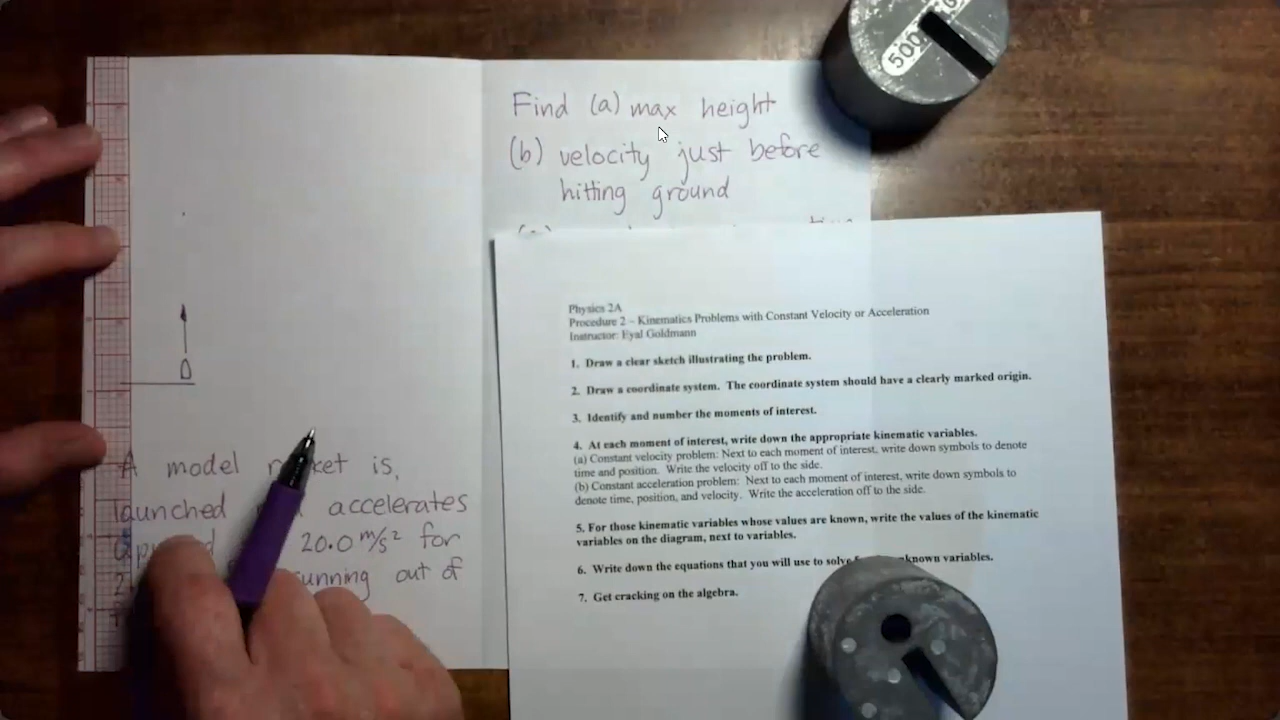 Find (a) max height
(b) velocity just before
hitting ground
500
A model is,
launched accelerates
20.0 m/s² for
out of
Physics 2A
Procedure 2 – Kinematics Problems with Constant Velocity or Acceleration
Instructor: Eyal Goldmann
1. Draw a clear sketch illustrating the problem.
2. Draw a coordinate system. The coordinate system should have a clearly marked origin.
3. Identify and number the moments of interest.
4. At each moment of interest, write down the appropriate kinematic variables.
(a) Constant velocity problem: Next to each moment of interest, write down symbols to denote
time and position. Write the velocity off to the side.
(b) Constant acceleration problem: Next to each moment of interest, write down symbols to
denote time, position, and velocity. Write the acceleration off to the side.
5. For those kinematic variables whose values are known, write the values of the kinematic
variables on the diagram, next to variables.
6. Write down the equations that you will use to solve variables.
7. Get cracking on the algebra.